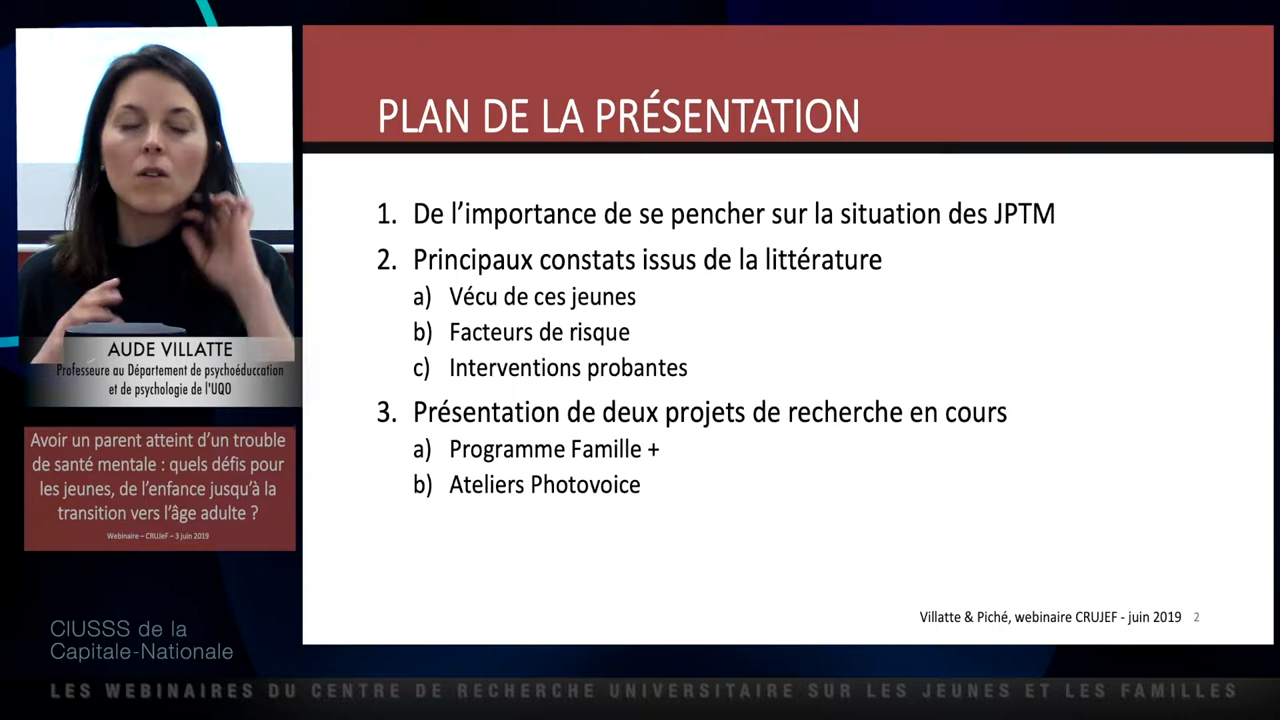 PLAN DE LA PRÉSENTATION
1. De l’importance de se pencher sur la situation des JPTM
2. Principaux constats issus de la littérature
a) Vécu de ces jeunes
b) Facteurs de risque
c) Interventions probantes
3. Présentation de deux projets de recherche en cours
a) Programme Famille +
b) Ateliers Photovoice
Villatte & Piché, webinaire CRUJEF - juin 2019 2
AUDE VILLATTE
Professeure au Département de psychoéduccation
et de psychologie de l'UQO
Avoir un parent atteint d’un trouble
de santé mentale : quels défis pour
les jeunes, de l’enfance jusqu’à la
transition vers l’âge adulte ?
Webinaire – CRUJeF – 3 juin 2019
CIUSSS de la
Capitale-Nationale
LES WEBINAIRES DU CENTRE DE RECHERCHE UNIVERSITAIRE SUR LES JEUNES ET LES FAMILLES